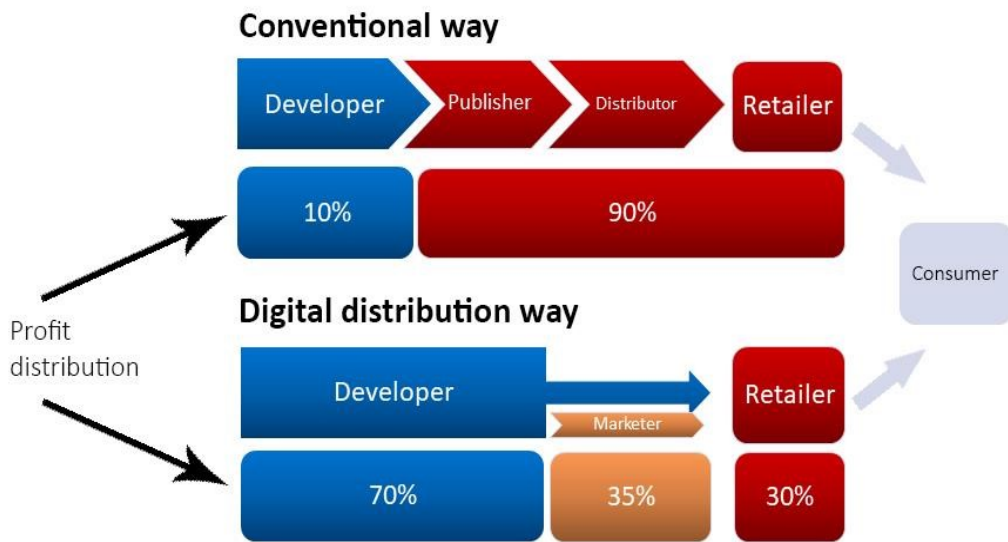 Conventional way
Developer
Publisher
Distributor
Retailer
10%
90%
Consumer
Profit
distribution
Digital distribution way
Developer
Marketer
Retailer
70%
35%
30%